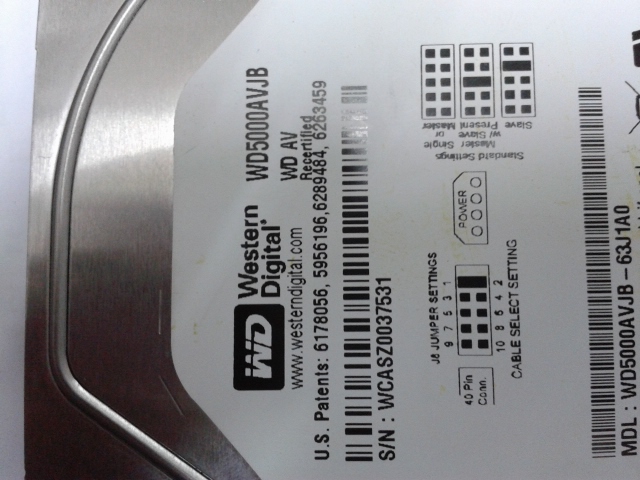 Western
Digital
WD
WD5000AVJB
WD AV
Recertified
www.westerndigital.com
U.S. Patents: 6178056, 5956196,6289484, 6263459
S/N : WCASZ0037531
J8 JUMPER SETTINGS
9 7 5 3 1
10 8 6 4 2
CABLE SELECT SETTING
40 Pin
Conn.
POWER
Standard Settings
Master Single
or
Master
w/ Slave
Present
Slave
MDL : WD5000AVJB – 63J1A0